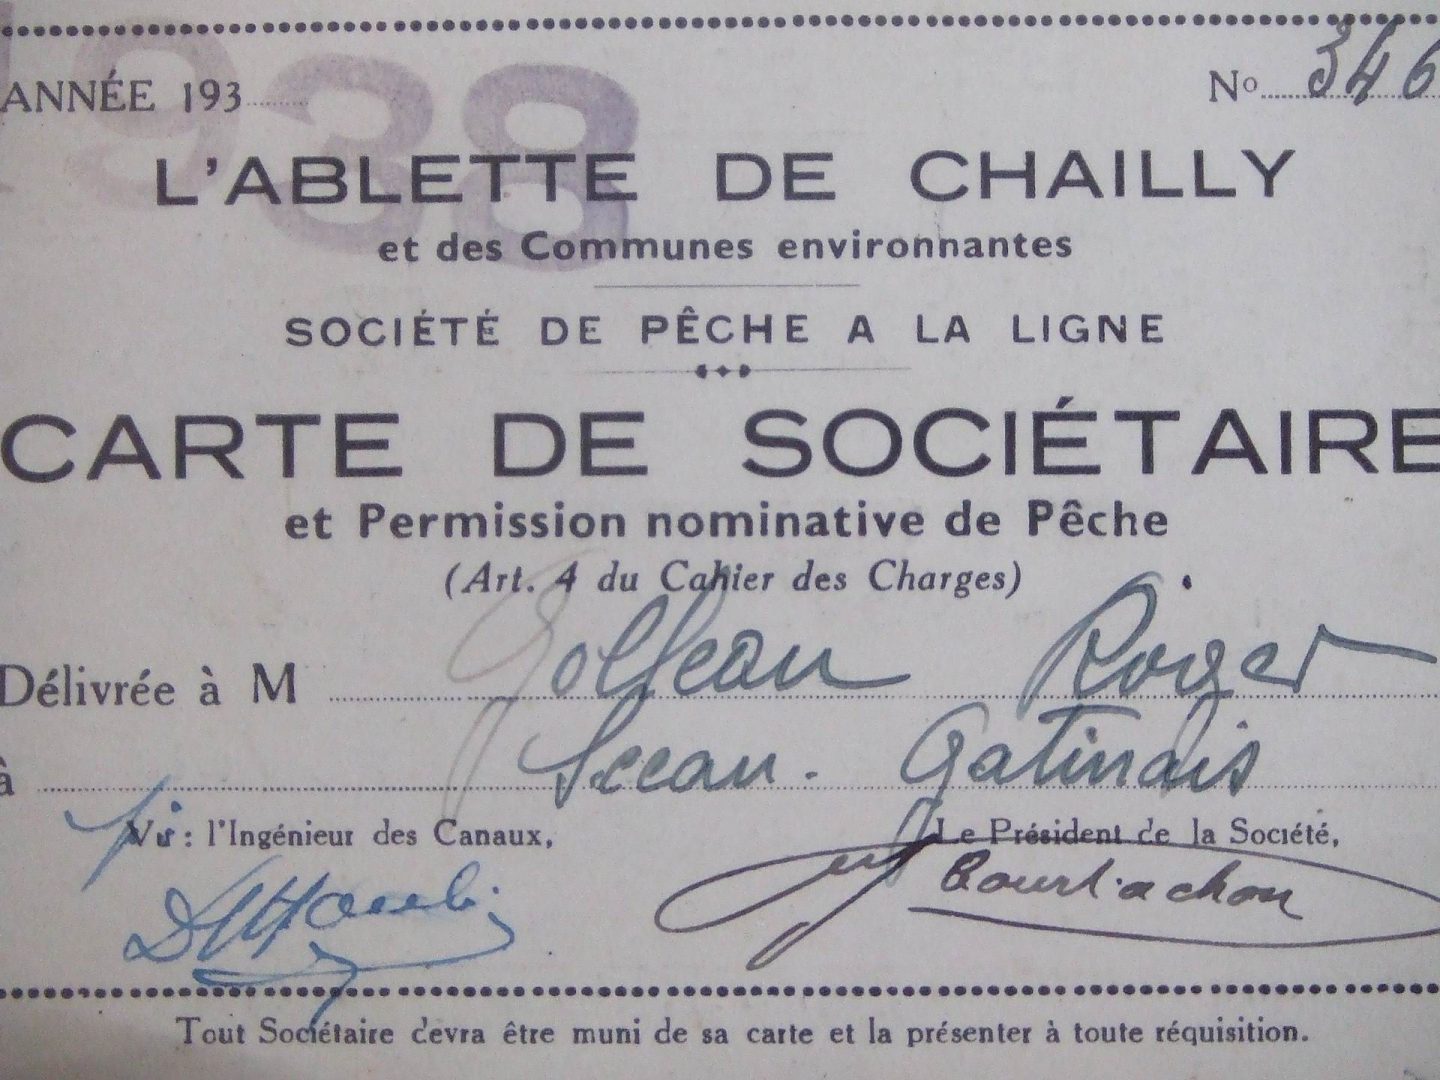 1938
ANNÉE 193 No 346
L'ABLETTE DE CHAILLY
et des Communes environnantes
SOCIÉTÉ DE PÊCHE A LA LIGNE
CARTE DE SOCIÉTAIRE
et Permission nominative de Pêche
(Art. 4 du Cahier des Charges)
Délivrée à M Roger
à Gatinais
Vu : l'Ingénieur des Canaux, Le Président de la Société,
Tout Sociétaire devra être muni de sa carte et la présenter à toute réquisition.